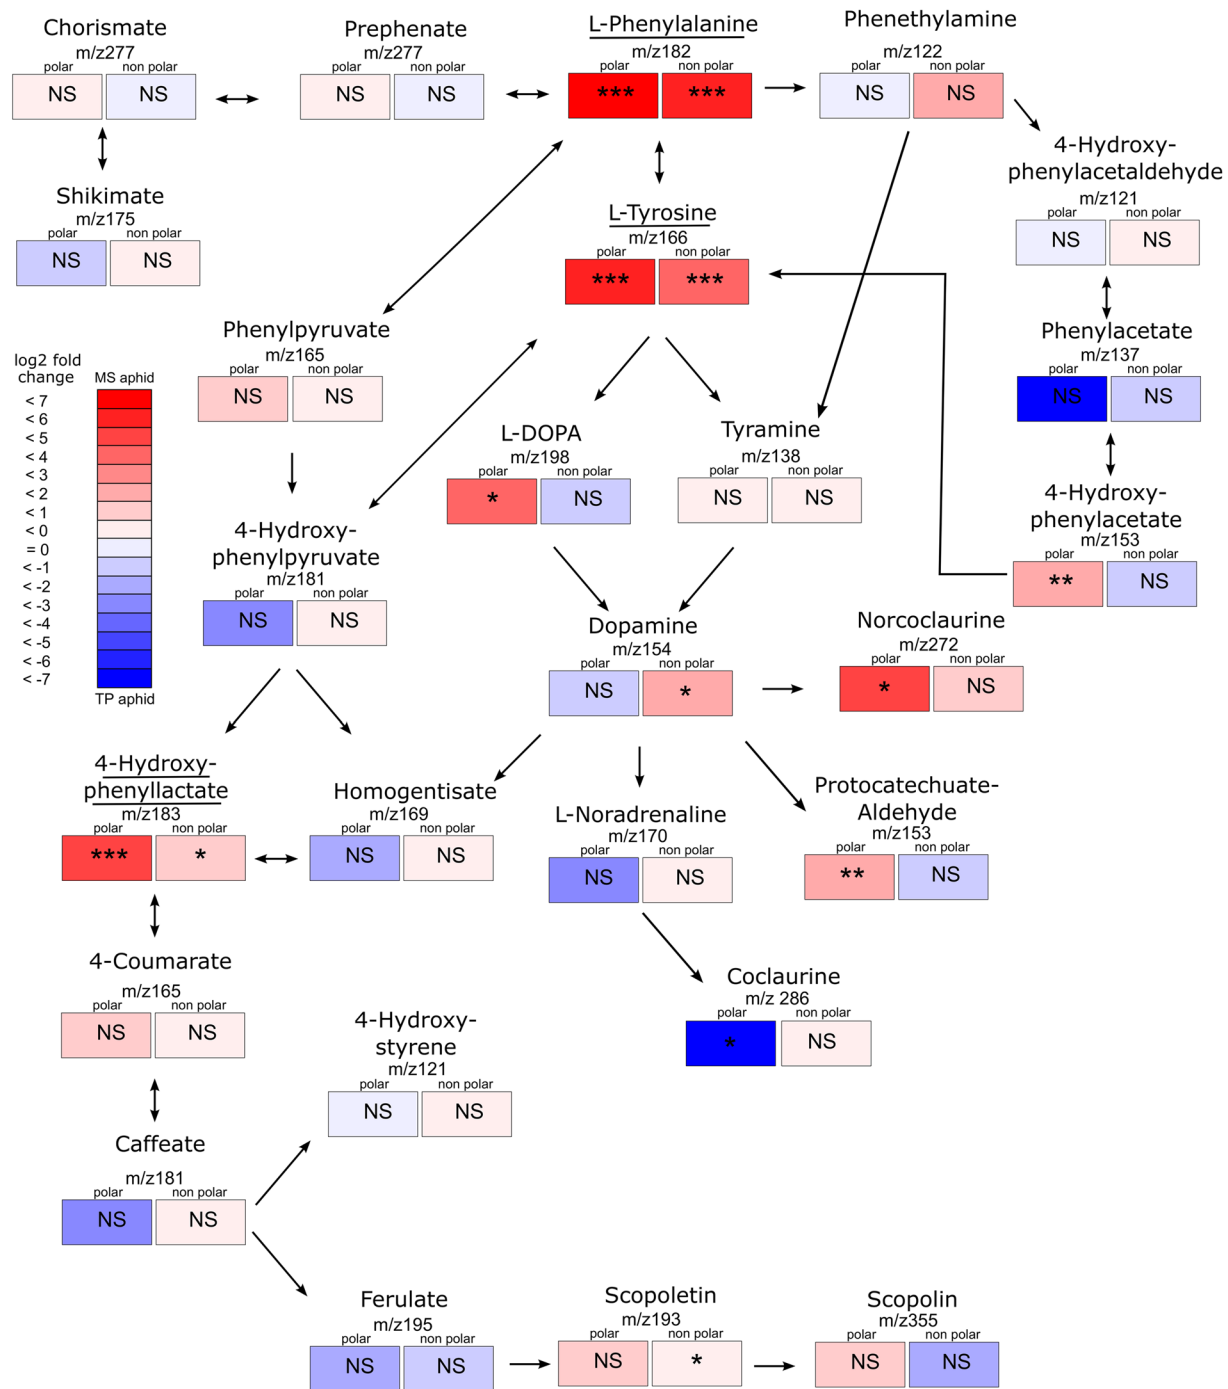 Chorismate
m/z277
polar non polar
NS NS
Prephenate
m/z277
polar non polar
NS NS
L-Phenylalanine
m/z182
polar non polar
*** ***
Phenethylamine
m/z122
polar non polar
NS NS
4-Hydroxy-
phenylacetaldehyde
m/z121
polar non polar
NS NS
Shikimate
m/z175
polar non polar
NS NS
L-Tyrosine
m/z166
polar non polar
*** ***
Phenylpyruvate
m/z165
polar non polar
NS NS
Phenylacetate
m/z137
polar non polar
NS NS
log2 fold
change
MS aphid
< 7
< 6
< 5
< 4
< 3
< 2
< 1
< 0
= 0
< -1
< -2
< -3
< -4
< -5
< -6
< -7
TP aphid
L-DOPA
m/z198
polar non polar
* NS
Tyramine
m/z138
polar non polar
NS NS
4-Hydroxy-
phenylacetate
m/z153
polar non polar
** NS
4-Hydroxy-
phenylpyruvate
m/z181
polar non polar
NS NS
Dopamine
m/z154
polar non polar
NS *
Norcoclaurine
m/z272
polar non polar
* NS
4-Hydroxy-
phenyllactate
m/z183
polar non polar
*** *
Homogentisate
m/z169
polar non polar
NS NS
L-Noradrenaline
m/z170
polar non polar
NS NS
Protocatechuate-
Aldehyde
m/z153
polar non polar
** NS
4-Coumarate
m/z165
polar non polar
NS NS
Coclaurine
m/z 286
polar non polar
* NS
4-Hydroxy-
styrene
m/z121
polar non polar
NS NS
Caffeate
m/z181
polar non polar
NS NS
Ferulate
m/z195
polar non polar
NS NS
Scopoletin
m/z193
polar non polar
NS *
Scopolin
m/z355
polar non polar
NS NS